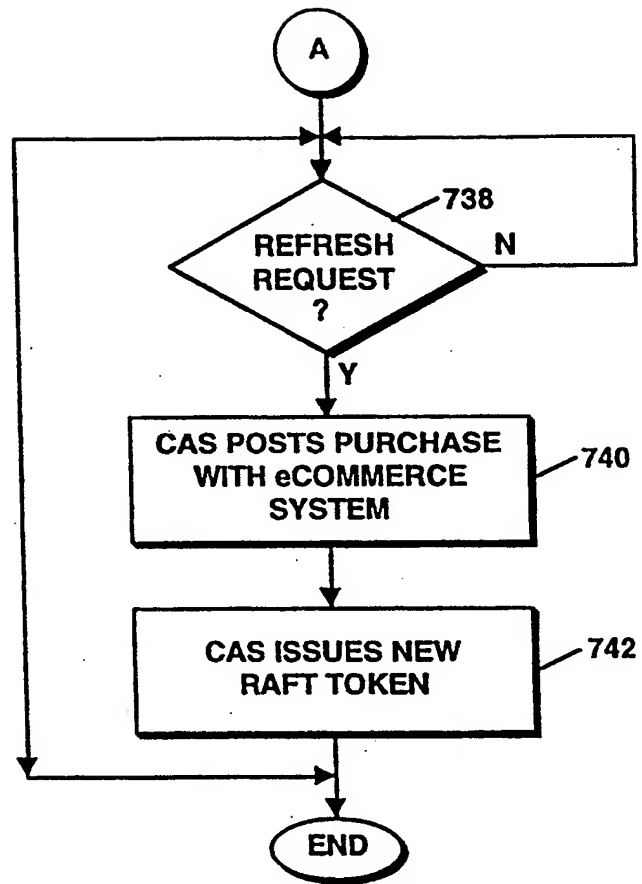 A
738
REFRESH
REQUEST
?
N
Y
CAS POSTS PURCHASE
WITH eCOMMERCE
SYSTEM
740
CAS ISSUES NEW
RAFT TOKEN
742
END